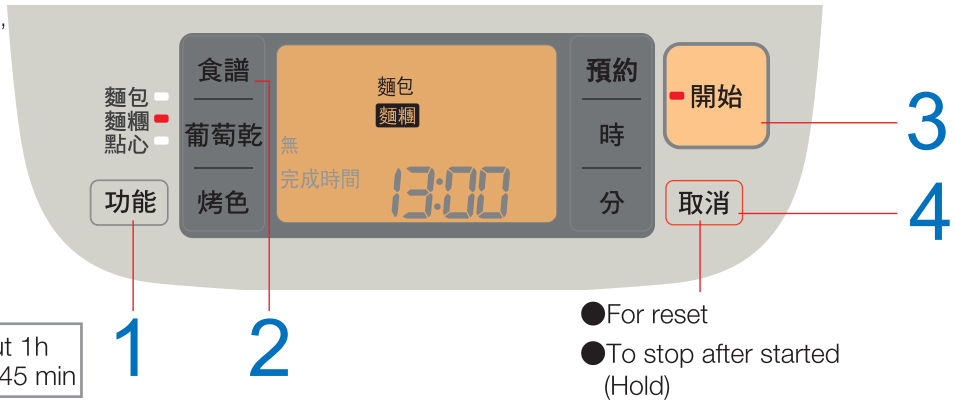 ,
麵包
麵糰
點心
功能
食譜
葡萄乾
烤色
麵包
麵糰
無
完成時間
13:00
預約
時
分
開始
取消
1
2
3
4
●For reset
●To stop after started
(Hold)
1h
45 min